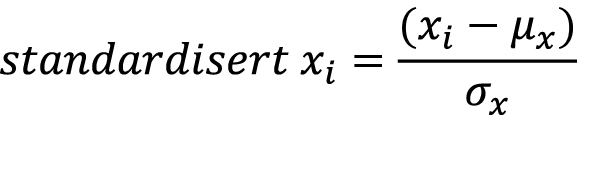 standardisert xᵢ = (xᵢ − μₓ) / σₓ